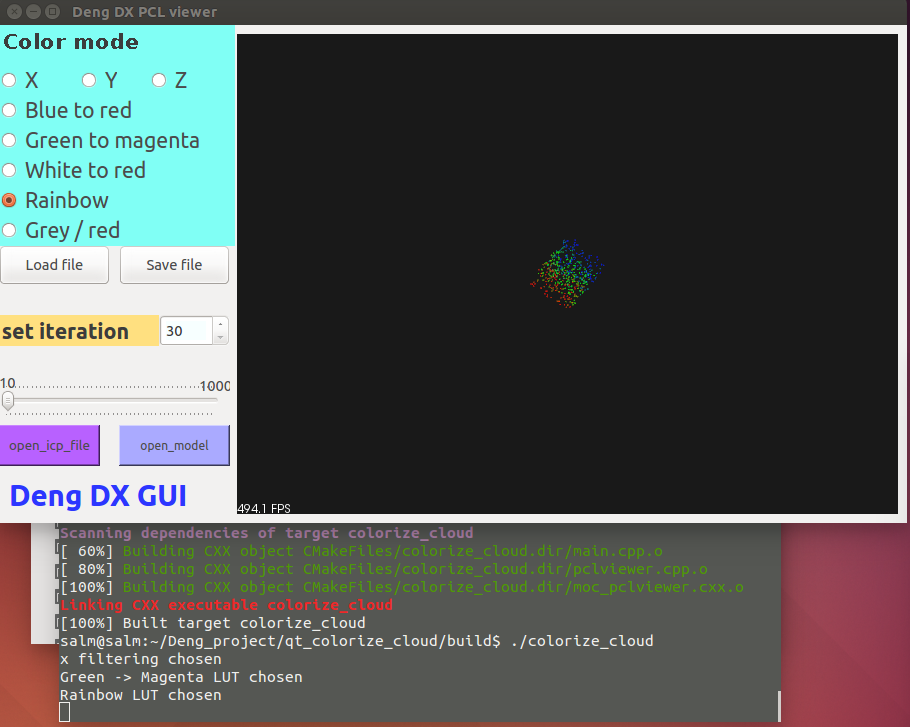 Deng DX PCL viewer
Color mode
X Y Z
Blue to red
Green to magenta
White to red
Rainbow
Grey / red
Load file Save file
set iteration 30
10 1000
open_icp_file open_model
Deng DX GUI
494.1 FPS
Scanning dependencies of target colorize_cloud
[ 60%] Building CXX object CMakeFiles/colorize_cloud.dir/main.cpp.o
[ 80%] Building CXX object CMakeFiles/colorize_cloud.dir/pclviewer.cpp.o
[100%] Building CXX object CMakeFiles/colorize_cloud.dir/moc_pclviewer.cxx.o
Linking CXX executable colorize_cloud
[100%] Built target colorize_cloud
salm@salm:~/Deng_project/qt_colorize_cloud/build$ ./colorize_cloud
x filtering chosen
Green -> Magenta LUT chosen
Rainbow LUT chosen